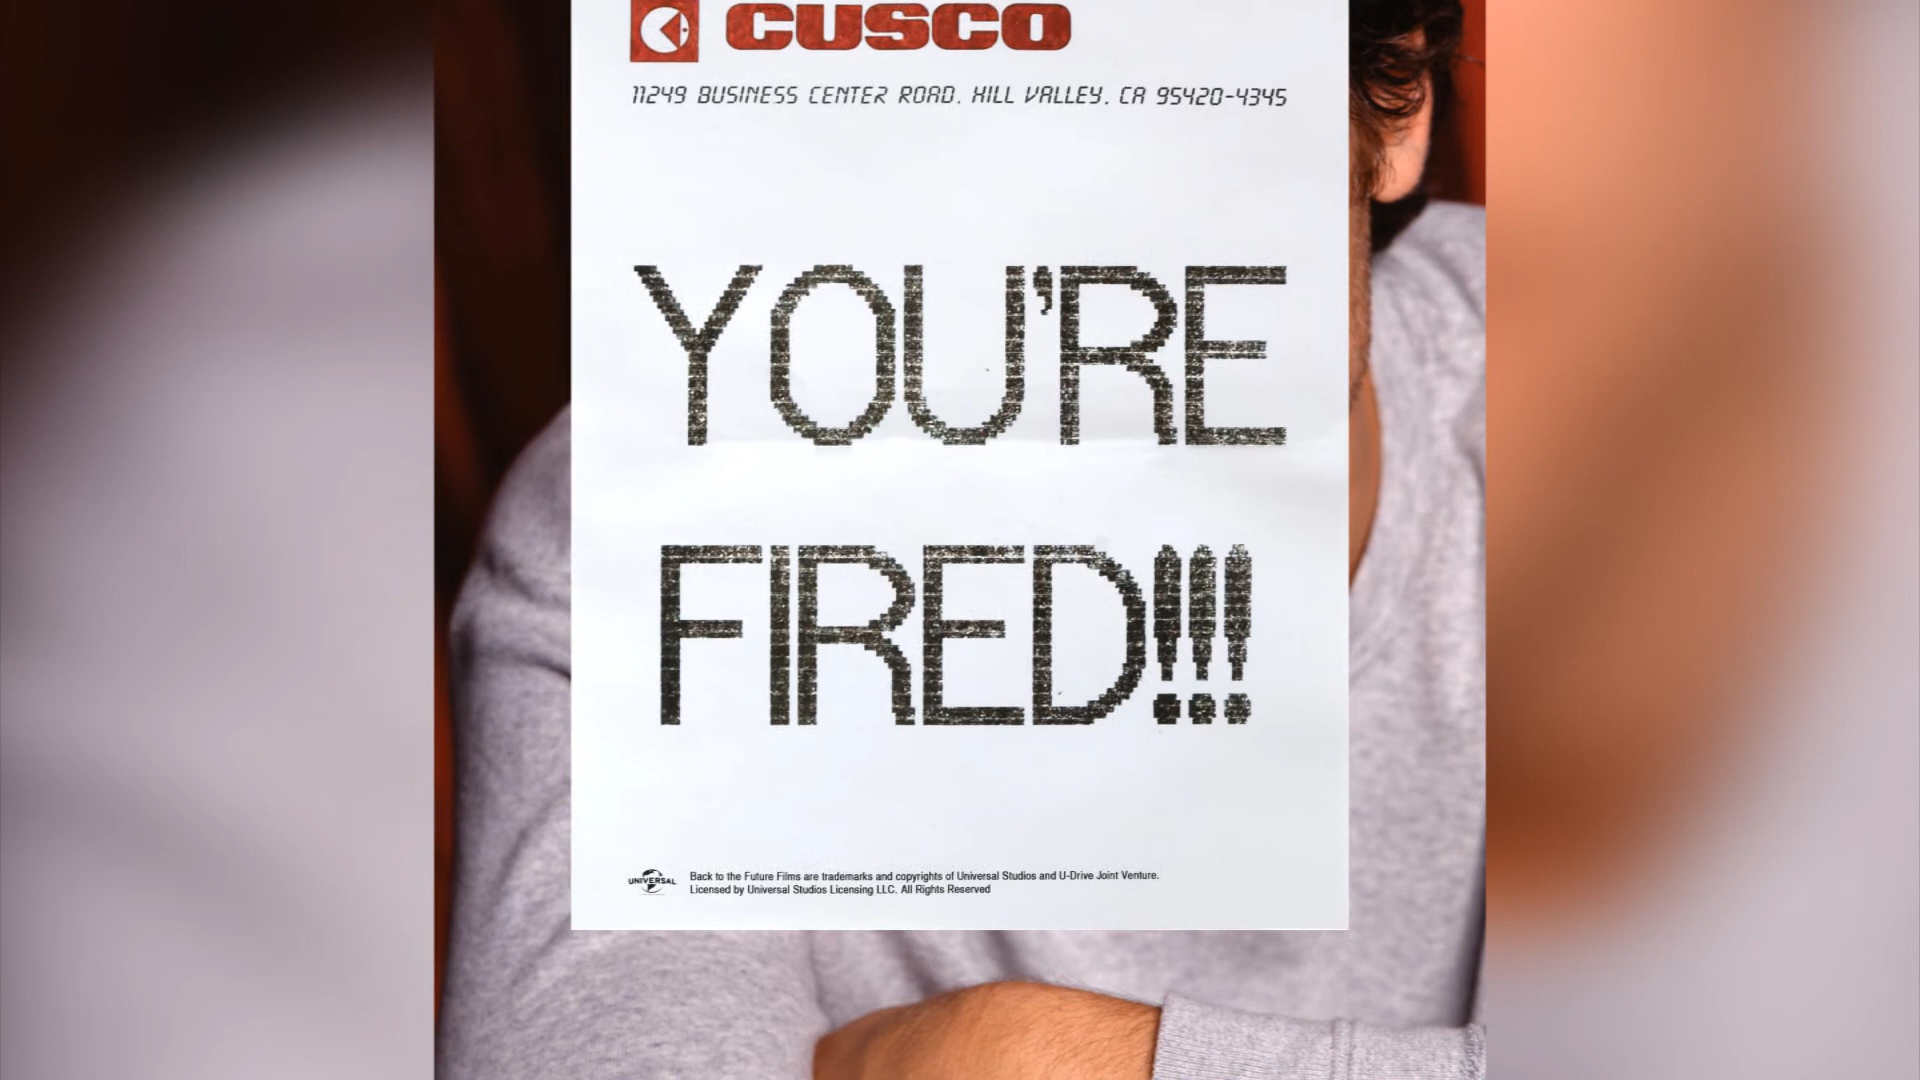 CUSCO
11249 BUSINESS CENTER ROAD, HILL VALLEY, CA 95420-4345
YOU'RE
FIRED!!!
UNIVERSAL
Back to the Future Films are trademarks and copyrights of Universal Studios and U-Drive Joint Venture.
Licensed by Universal Studios Licensing LLC. All Rights Reserved